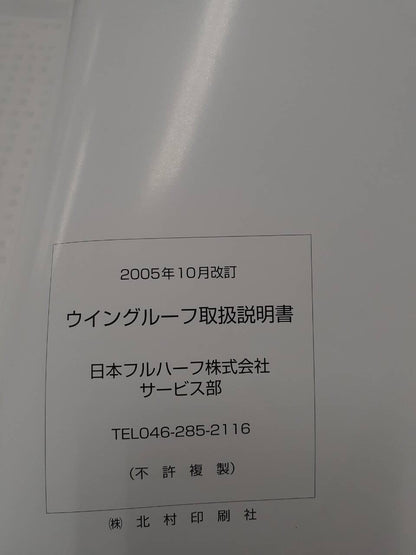 2005年10月改訂
ウイングルーフ取扱説明書
日本フルハーフ株式会社
サービス部
TEL046-285-2116
(不許複製)
㈱ 北村印刷社